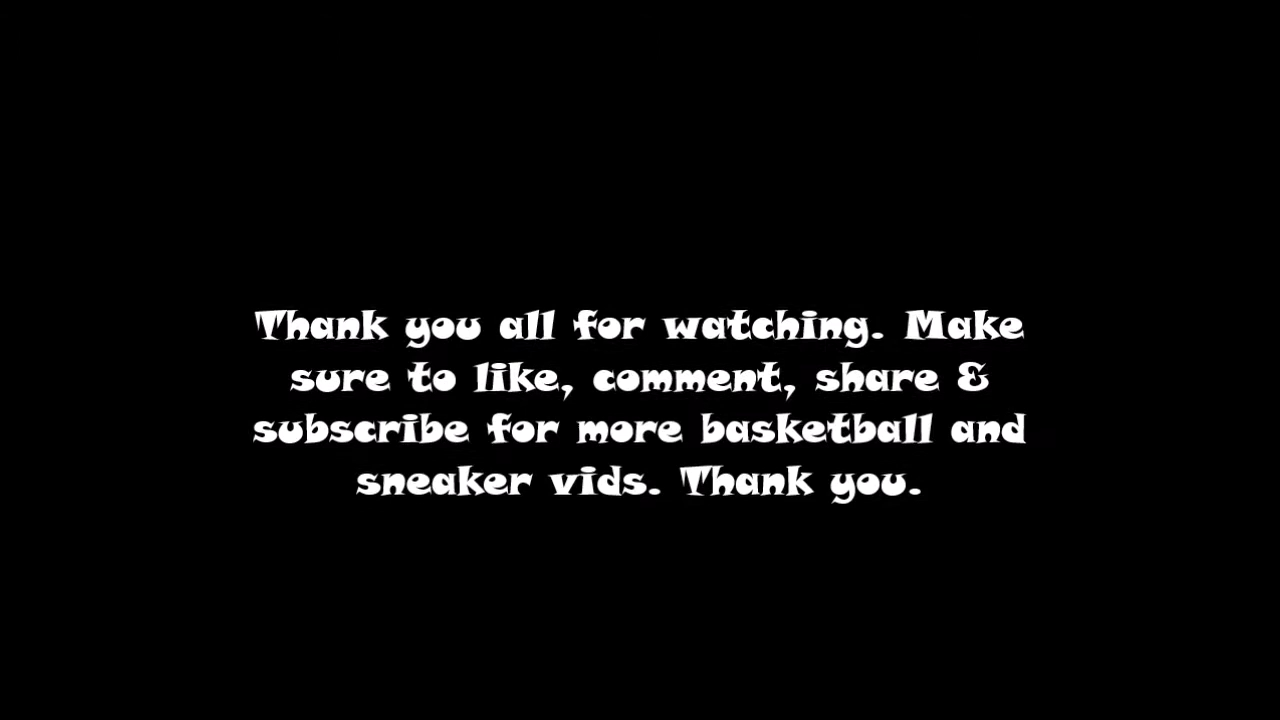 Thank you all for watching. Make
sure to like, comment, share &
subscribe for more basketball and
sneaker vids. Thank you.